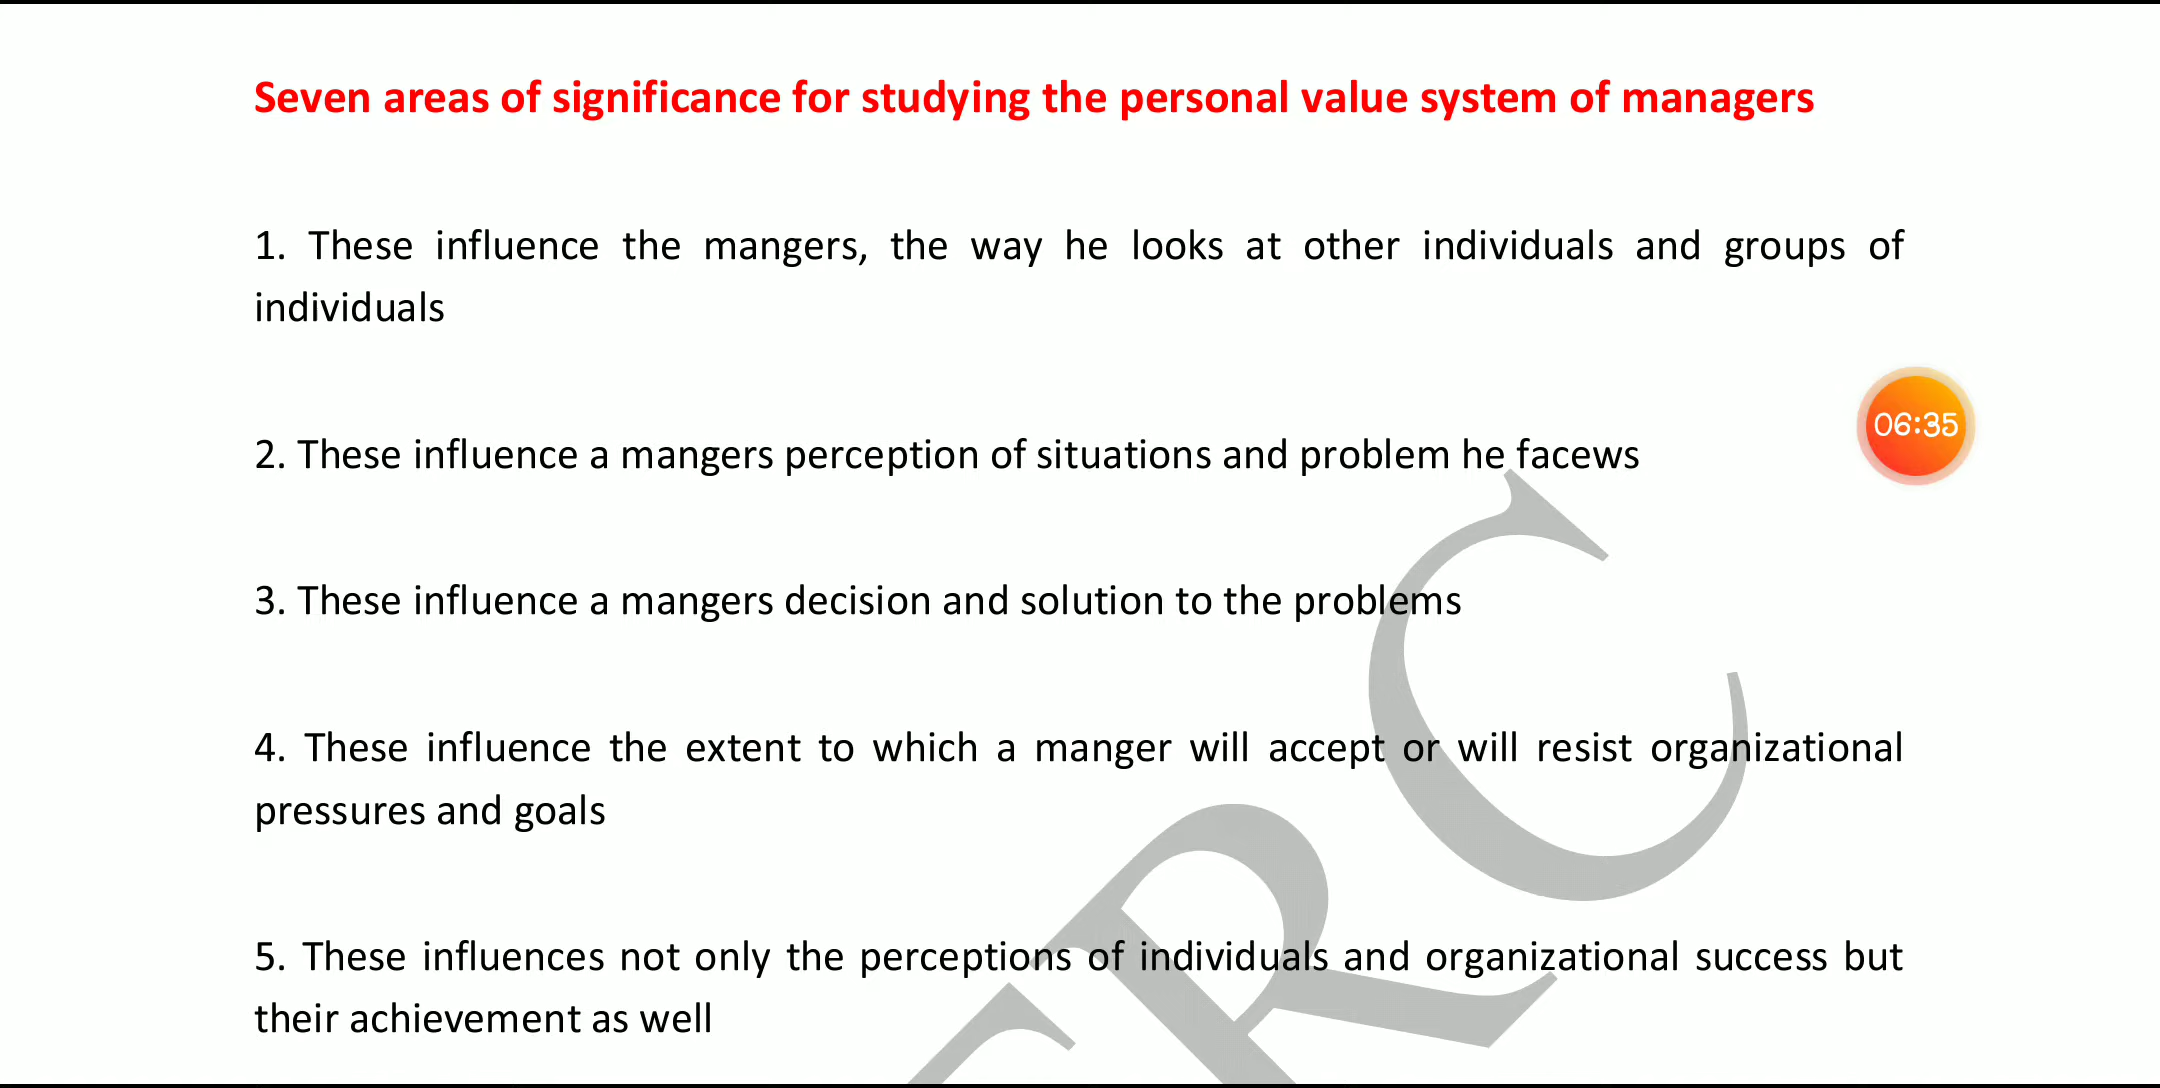 Seven areas of significance for studying the personal value system of managers
1. These influence the mangers, the way he looks at other individuals and groups of
individuals
06:35
2. These influence a mangers perception of situations and problem he facews
3. These influence a mangers decision and solution to the problems
4. These influence the extent to which a manger will accept or will resist organizational
pressures and goals
5. These influences not only the perceptions of individuals and organizational success but
their achievement as well
TRC